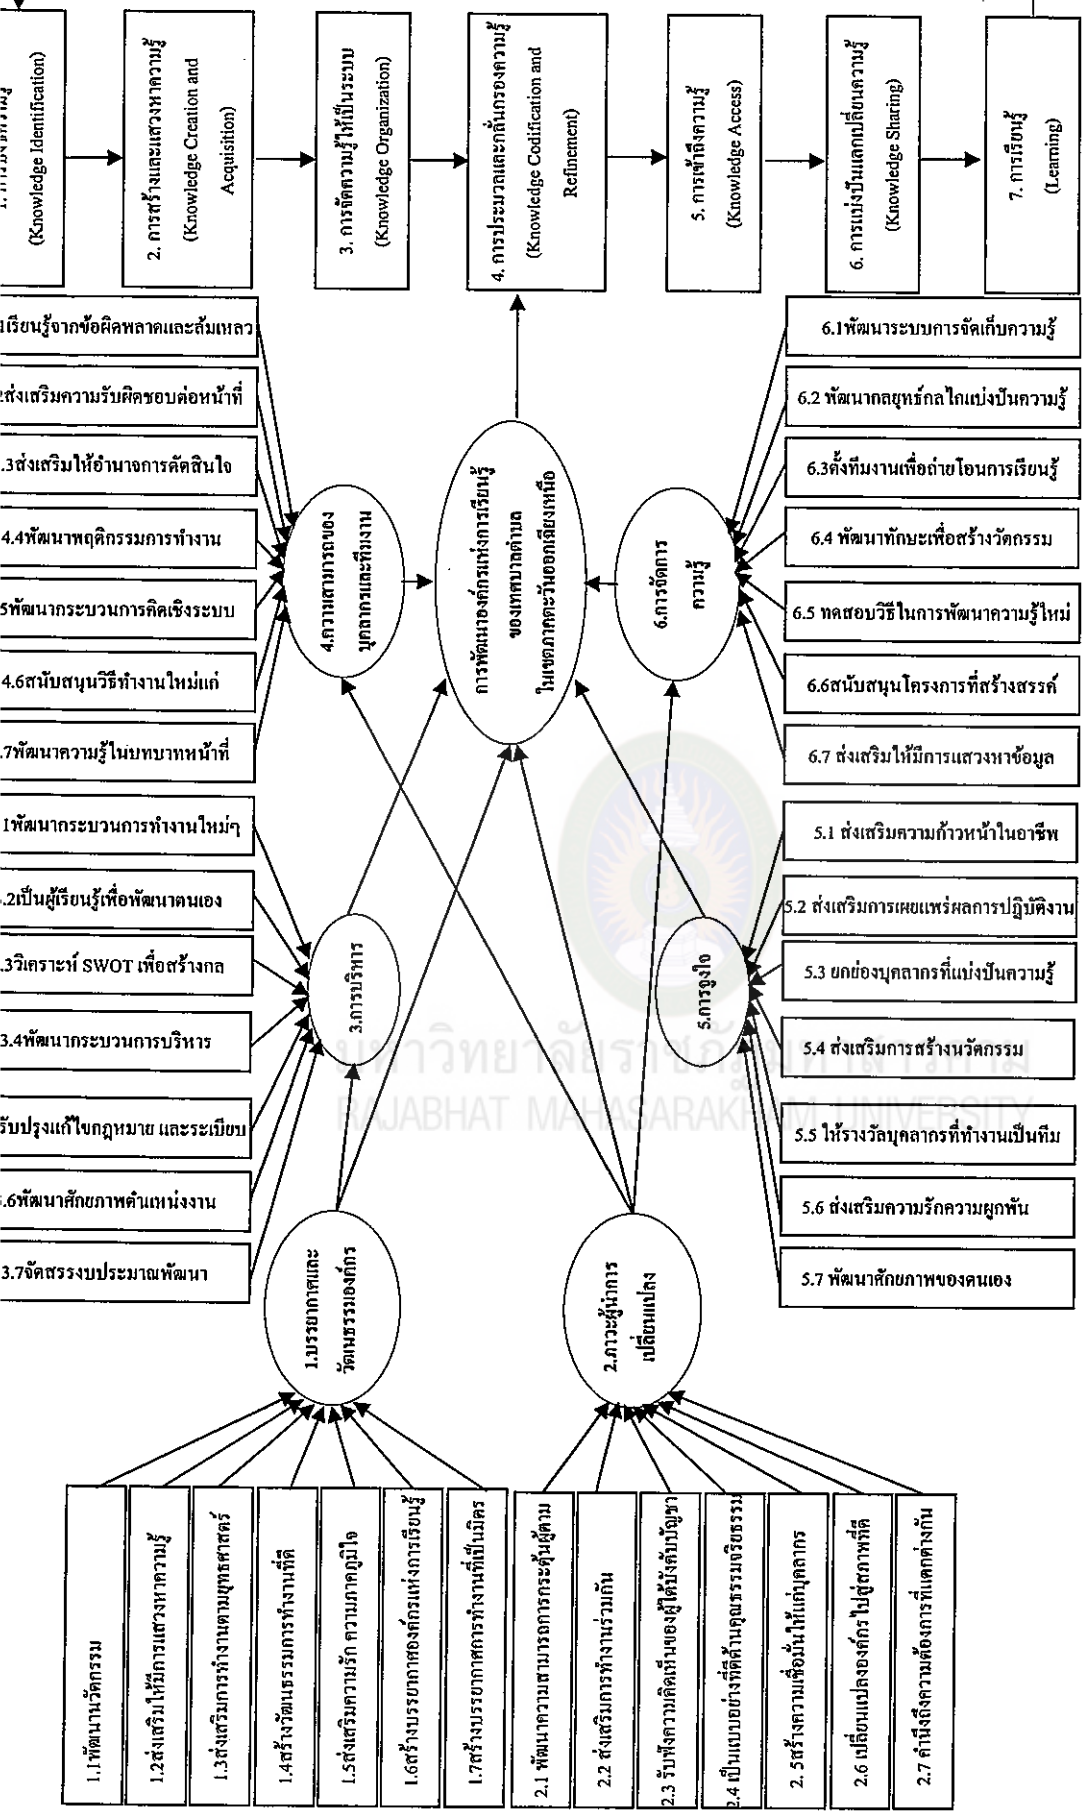 (Knowledge Identification)
2. การสร้างและแสวงหาความรู้
(Knowledge Creation and
Acquisition)
3. การจัดความรู้ให้เป็นระบบ
(Knowledge Organization)
4. การประมวลและกลั่นกรองความรู้
(Knowledge Codification and
Refinement)
5. การเข้าถึงความรู้
(Knowledge Access)
6. การแบ่งปันแลกเปลี่ยนความรู้
(Knowledge Sharing)
7. การเรียนรู้
(Learning)
เรียนรู้จากข้อผิดพลาดและล้มเหลว
ส่งเสริมความรับผิดชอบต่อหน้าที่
.3ส่งเสริมให้อำนาจการตัดสินใจ
4.4พัฒนาพฤติกรรมการทำงาน
5พัฒนากระบวนการคิดเชิงระบบ
4.6สนับสนุนวิธีทำงานใหม่แก่
.7พัฒนาความรู้ในบทบาทหน้าที่
4.ความสามารถของ
บุคลากรและทีมงาน
การพัฒนาองค์กรแห่งการเรียนรู้
ของเทศบาลตำบล
ในเขตภาคตะวันออกเฉียงเหนือ
6.การจัดการ
ความรู้
6.1พัฒนาระบบการจัดเก็บความรู้
6.2 พัฒนากลยุทธ์กลไกแบ่งปันความรู้
6.3ตั้งทีมงานเพื่อถ่ายโอนการเรียนรู้
6.4 พัฒนาทักษะเพื่อสร้างวัตกรรม
6.5 ทดสอบวิธีในการพัฒนาความรู้ใหม่
6.6สนับสนุนโครงการที่สร้างสรรค์
6.7 ส่งเสริมให้มีการแสวงหาข้อมูล
1พัฒนากระบวนการทำงานใหม่ๆ
.2เป็นผู้เรียนรู้เพื่อพัฒนาตนเอง
.3วิเคราะห์ SWOT เพื่อสร้างกล
3.4พัฒนากระบวนการบริหาร
รับปรุงแก้ไขกฎหมาย และระเบียบ
.6พัฒนาศักยภาพตำแหน่งงาน
3.7จัดสรรงบประมาณพัฒนา
3.การบริหาร
5.การจูงใจ
5.1 ส่งเสริมความก้าวหน้าในอาชีพ
5.2 ส่งเสริมการเผยแพร่ผลการปฏิบัติงาน
5.3 ยกย่องบุคลากรที่แบ่งปันความรู้
5.4 ส่งเสริมการสร้างนวัตกรรม
5.5 ให้รางวัลบุคลากรที่ทำงานเป็นทีม
5.6 ส่งเสริมความรักความผูกพัน
5.7 พัฒนาศักยภาพของตนเอง
มหาวิทยาลัยราชภัฏมหาสารคาม
RAJABHAT MAHASARAKHAM UNIVERSITY
1.บรรยากาศและ
วัฒนธรรมองค์กร
2.ภาวะผู้นำการ
เปลี่ยนแปลง
1.1พัฒนานวัตกรรม
1.2ส่งเสริมให้มีการแสวงหาความรู้
1.3ส่งเสริมการทำงานตามยุทธศาสตร์
1.4สร้างวัฒนธรรมการทำงานที่ดี
1.5ส่งเสริมความรัก ความภาคภูมิใจ
1.6สร้างบรรยากาศองค์กรแห่งการเรียนรู้
1.7สร้างบรรยากาศการทำงานที่เป็นมิตร
2.1 พัฒนาความสามารถการกระตุ้นผู้ตาม
2.2 ส่งเสริมการทำงานร่วมกัน
2.3 รับฟังความคิดเห็นของผู้ใต้บังคับบัญชา
2.4 เป็นแบบอย่างที่ดีด้านคุณธรรมจริยธรรม
2. 5สร้างความเชื่อมั่นให้แก่บุคลากร
2.6 เปลี่ยนแปลงองค์กรไปสู่สภาพที่ดี
2.7 คำนึงถึงความต้องการที่แตกต่างกัน